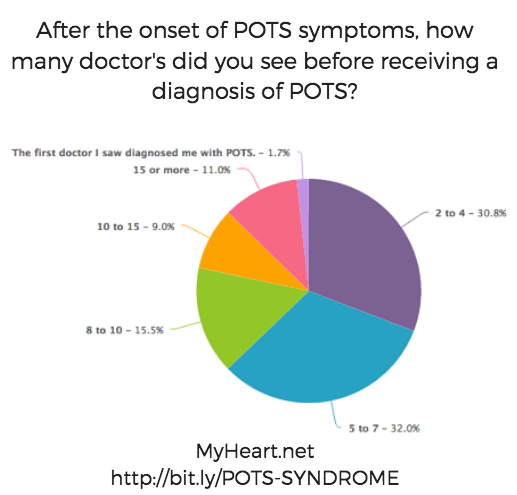 After the onset of POTS symptoms, how
many doctor's did you see before receiving a
diagnosis of POTS?
The first doctor I saw diagnosed me with POTS. – 1.7%
15 or more – 11.0%
2 to 4 – 30.8%
10 to 15 – 9.0%
8 to 10 – 15.5%
5 to 7 – 32.0%
MyHeart.net
http://bit.ly/POTS-SYNDROME